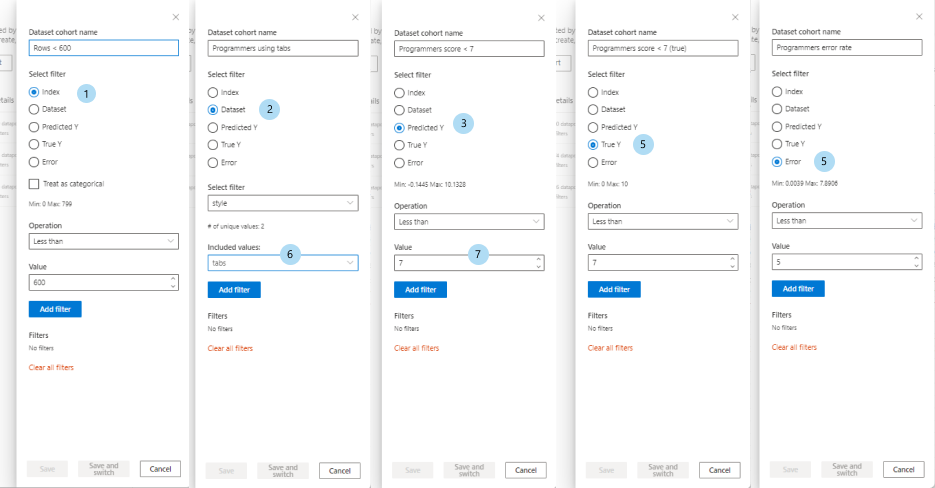 Dataset cohort name
Rows < 600
Select filter
Index
1
Dataset
Predicted Y
True Y
Error
Treat as categorical
Min: 0 Max: 799
Operation
Less than
Value
600
Add filter
Filters
No filters
Clear all filters
Save
Save and
switch
Cancel
Dataset cohort name
Programmers using tabs
Select filter
Index
Dataset
2
Predicted Y
True Y
Error
Select filter
style
# of unique values: 2
Included values:
6
tabs
Add filter
Filters
No filters
Clear all filters
Save
Save and
switch
Cancel
Dataset cohort name
Programmers score < 7
Select filter
Index
Dataset
Predicted Y
3
True Y
Error
Min: -0.1445 Max: 10.1328
Operation
Less than
Value
7
7
Add filter
Filters
No filters
Clear all filters
Save
Save and
switch
Cancel
Dataset cohort name
Programmers score < 7 (true)
Select filter
Index
Dataset
Predicted Y
True Y
5
Error
Min: 0 Max: 10
Operation
Less than
Value
7
Add filter
Filters
No filters
Clear all filters
Save
Save and
switch
Cancel
Dataset cohort name
Programmers error rate
Select filter
Index
Dataset
Predicted Y
True Y
Error
5
Min: 0.0039 Max: 7.8906
Operation
Less than
Value
5
Add filter
Filters
No filters
Clear all filters
Save
Save and
switch
Cancel